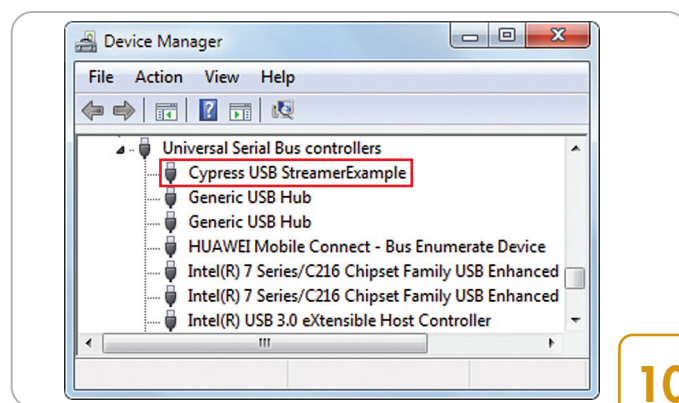 Device Manager
File Action View Help
Universal Serial Bus controllers
Cypress USB StreamerExample
Generic USB Hub
Generic USB Hub
HUAWEI Mobile Connect - Bus Enumerate Device
Intel(R) 7 Series/C216 Chipset Family USB Enhanced
Intel(R) 7 Series/C216 Chipset Family USB Enhanced
Intel(R) USB 3.0 eXtensible Host Controller
10